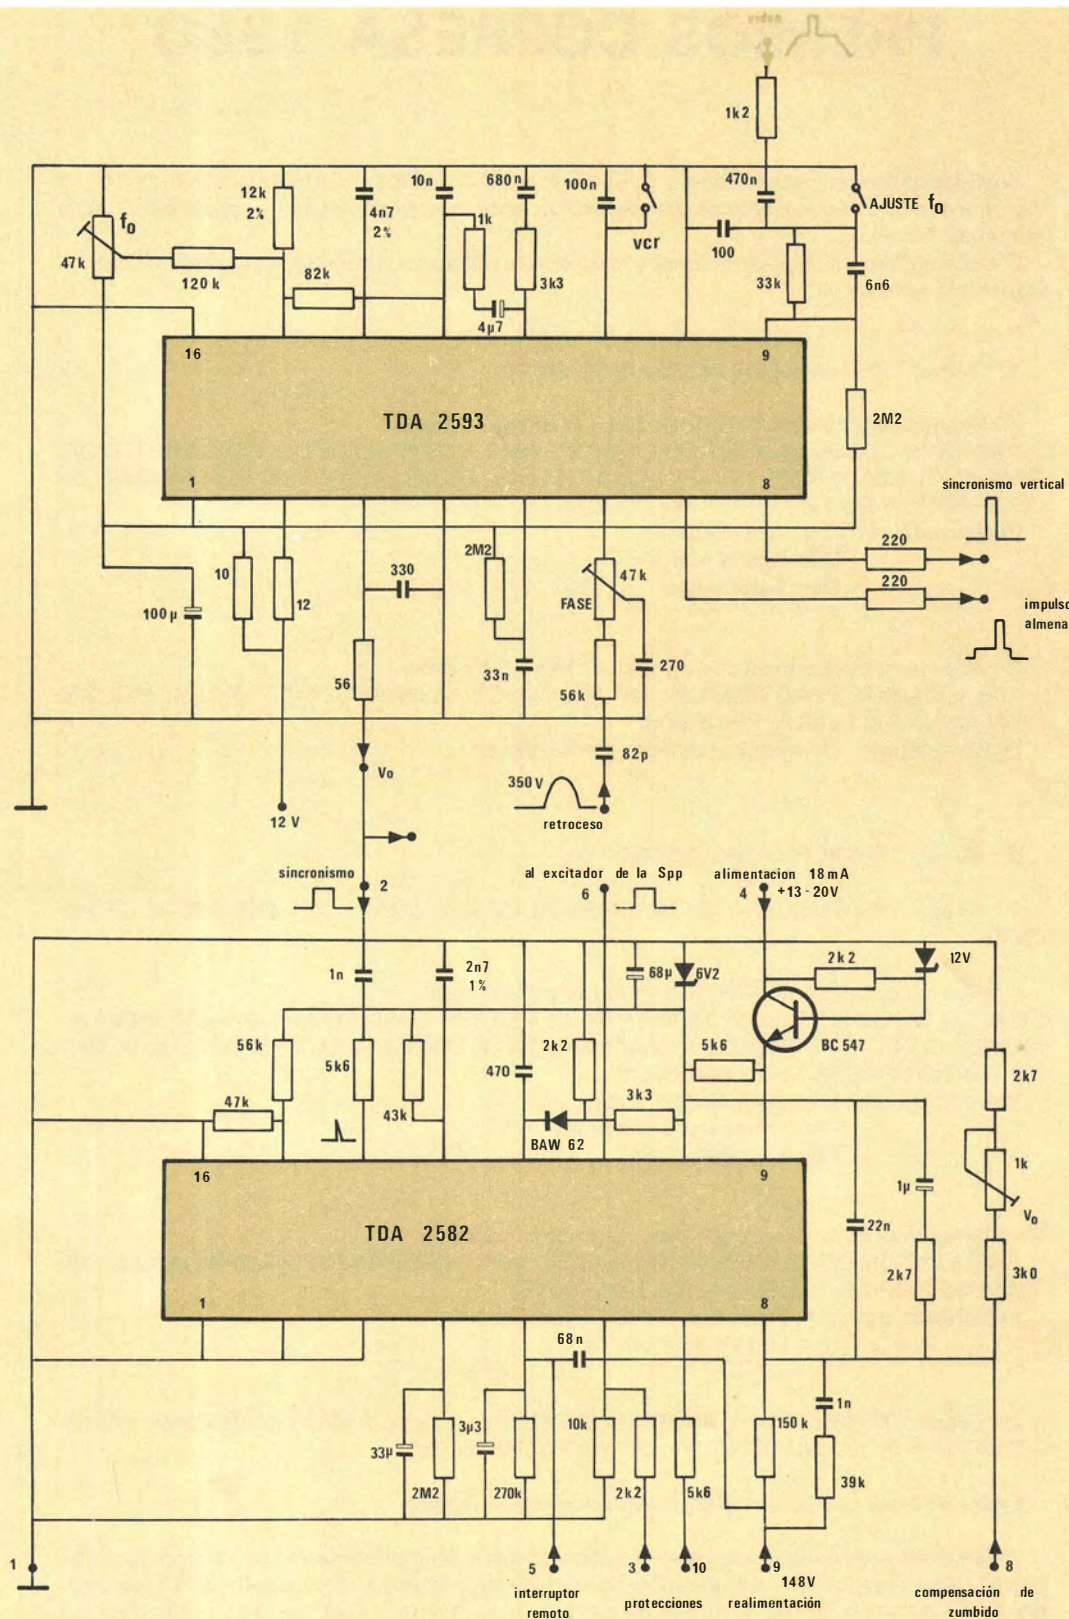 1k2
12k
2%
4n7
2%
10n
680n
100n
470n
AJUSTE fo
fo
1k
vcr
100
47k
120k
82k
4µ7
3k3
33k
6n6
16
9
TDA 2593
2M2
1
8
sincronismo vertical
2M2
220
10
12
330
47k
220
100µ
FASE
impulso
almena
56
33n
56k
270
Vo
82p
350V
12 V
retroceso
sincronismo
al excitador de la Spp
alimentacion 18mA
2
6
4
+13-20V
1n
2n7
1%
68µ
6V2
2k2
12V
56k
5k6
2k2
5k6
BC 547
470
2k7
47k
43k
3k3
BAW 62
16
9
1k
1µ
Vo
TDA 2582
22n
2k7
3k0
1
8
68n
1n
33µ
3µ3
10k
150k
2M2
270k
2k2
5k6
39k
1
5
3
10
9
8
148V
interruptor
remoto
protecciones
realimentación
compensación de
zumbido